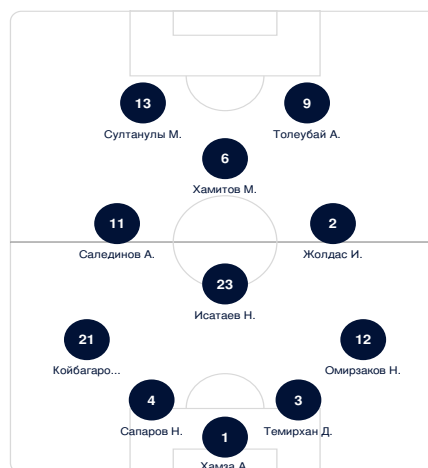 13
9
Султанулы М.
Толеубай А.
6
Хамитов М.
11
2
Салединов А.
Жолдас И.
23
Исатаев Н.
21
12
Койбагаро...
Омирзаков Н.
4
3
Сапаров Н.
Темирхан Д.
1
Хамза А.